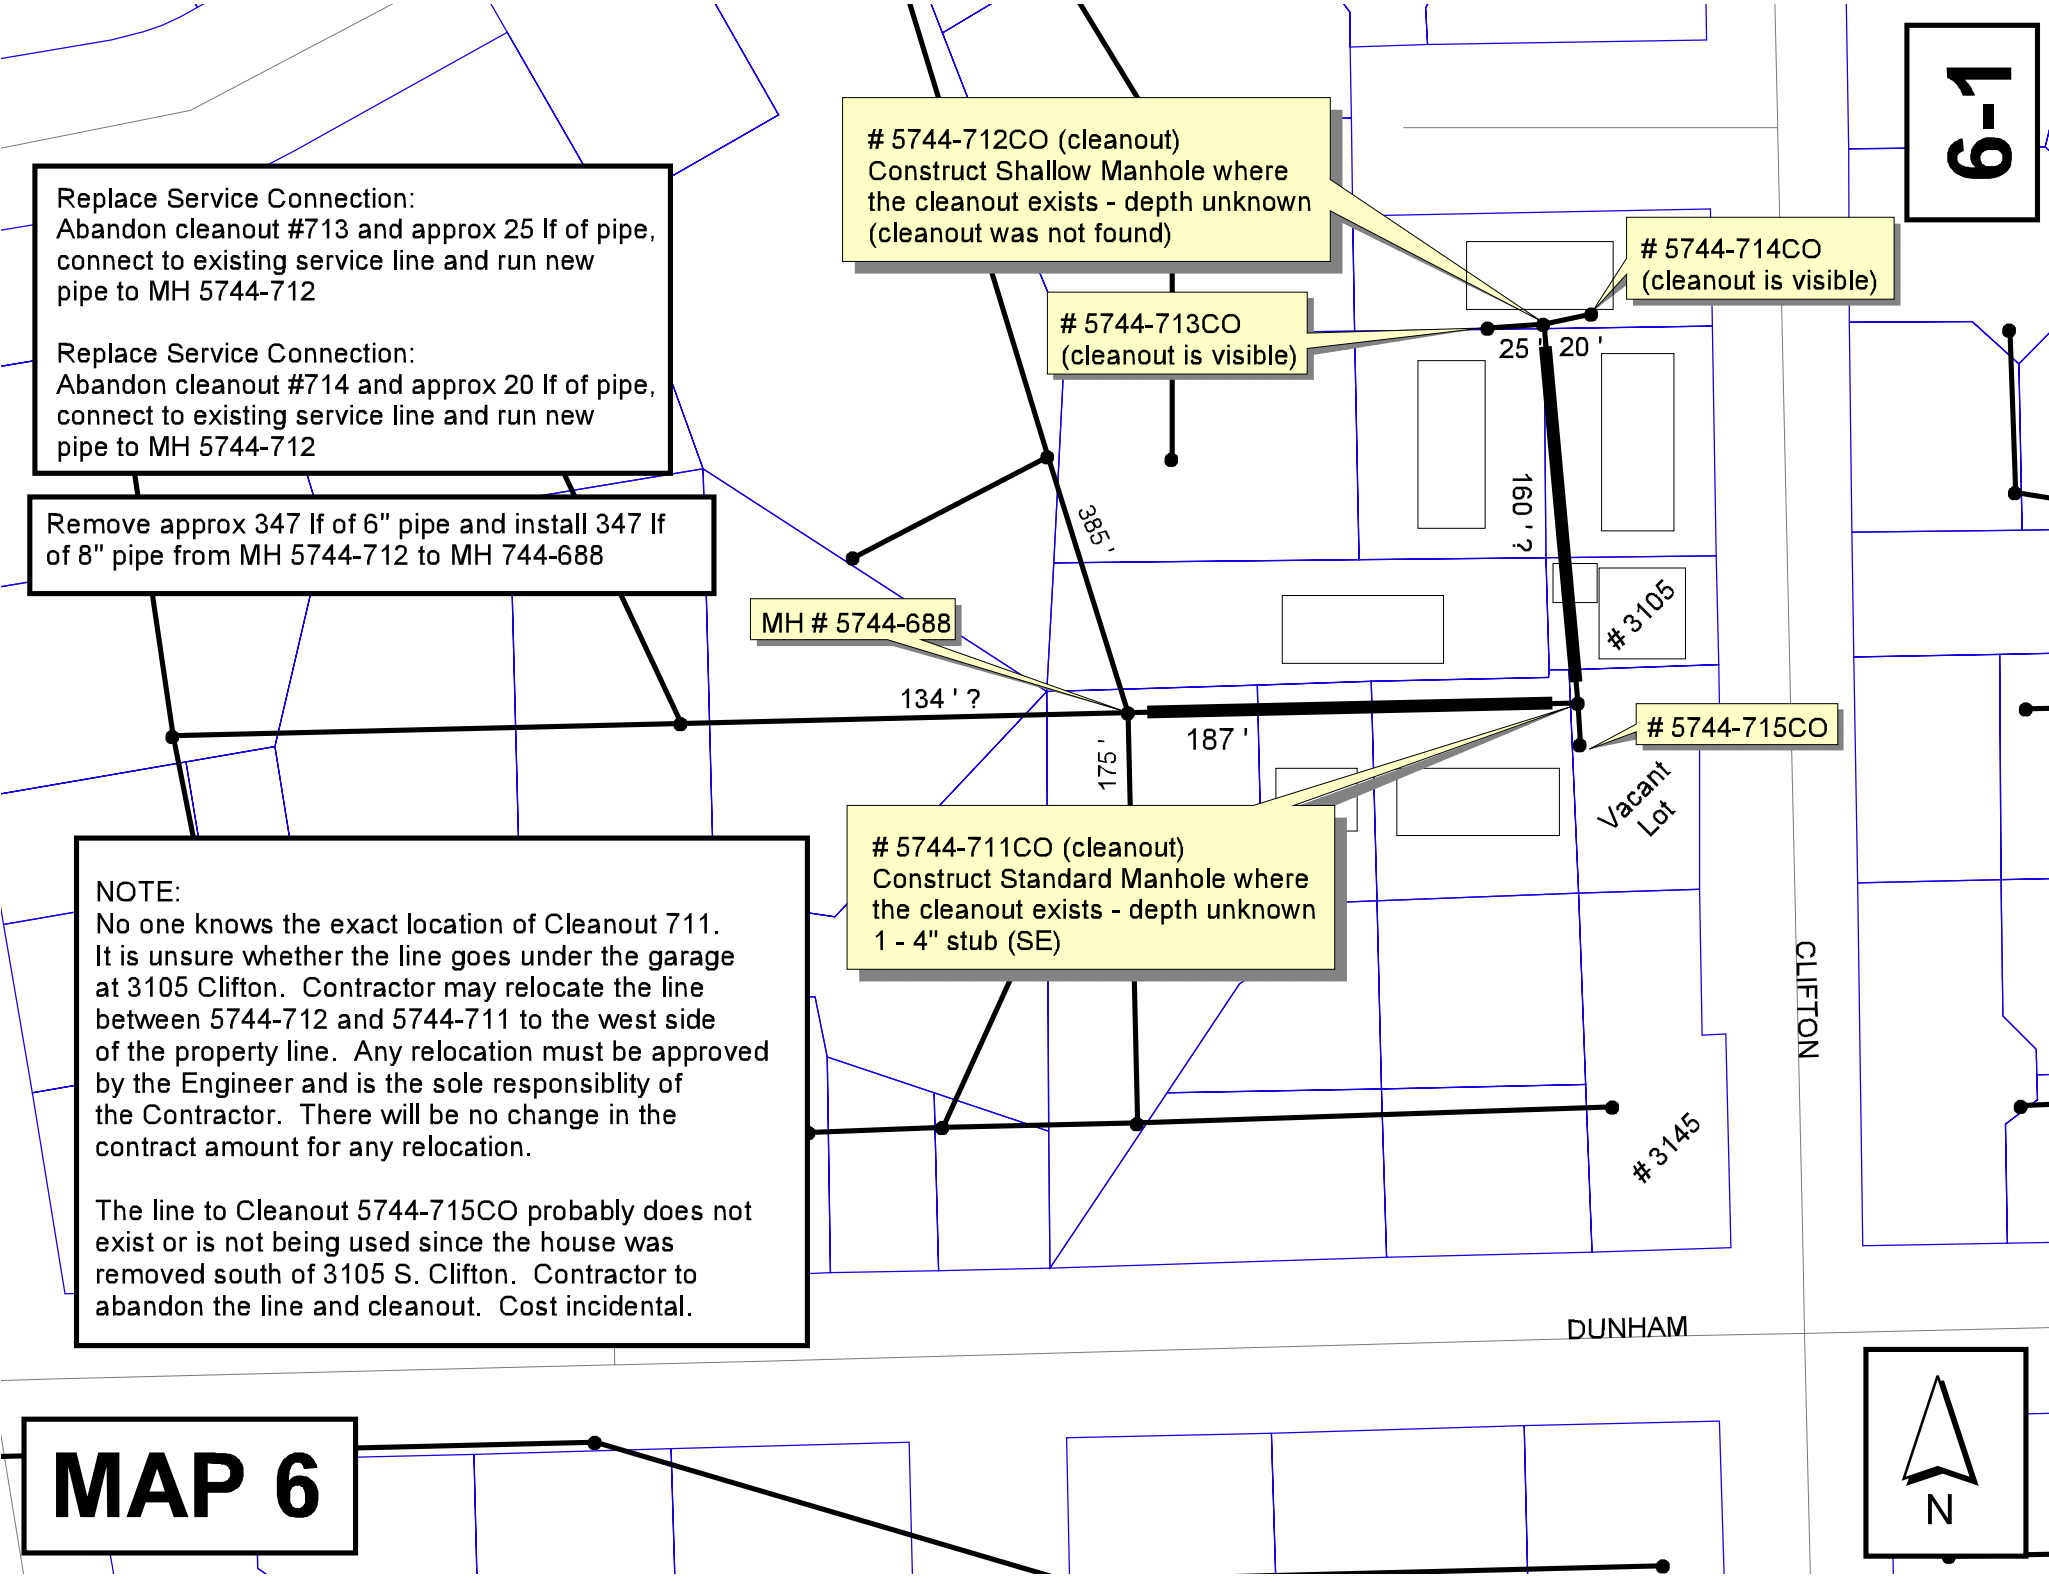 6-1
# 5744-712CO (cleanout)
Construct Shallow Manhole where
the cleanout exists - depth unknown
(cleanout was not found)
Replace Service Connection:
Abandon cleanout #713 and approx 25 lf of pipe,
connect to existing service line and run new
pipe to MH 5744-712
Replace Service Connection:
Abandon cleanout #714 and approx 20 lf of pipe,
connect to existing service line and run new
pipe to MH 5744-712
# 5744-714CO
(cleanout is visible)
# 5744-713CO
(cleanout is visible)
25 '
20 '
160 ' ?
385 '
Remove approx 347 lf of 6" pipe and install 347 lf
of 8" pipe from MH 5744-712 to MH 744-688
MH # 5744-688
# 3105
134 ' ?
187 '
175 '
# 5744-715CO
Vacant
Lot
# 5744-711CO (cleanout)
Construct Standard Manhole where
the cleanout exists - depth unknown
1 - 4" stub (SE)
NOTE:
No one knows the exact location of Cleanout 711.
It is unsure whether the line goes under the garage
at 3105 Clifton.  Contractor may relocate the line
between 5744-712 and 5744-711 to the west side
of the property line.  Any relocation must be approved
by the Engineer and is the sole responsiblity of
the Contractor.  There will be no change in the
contract amount for any relocation.
The line to Cleanout 5744-715CO probably does not
exist or is not being used since the house was
removed south of 3105 S. Clifton.  Contractor to
abandon the line and cleanout.  Cost incidental.
CLIFTON
# 3145
DUNHAM
MAP 6
N